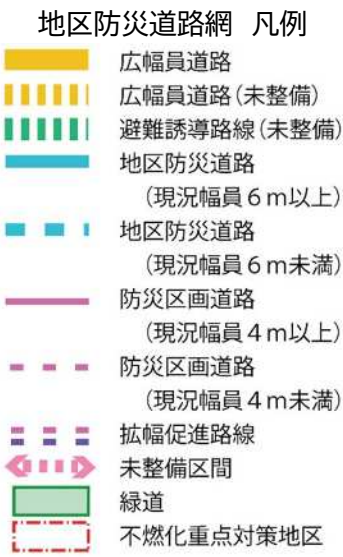 地区防災道路網 凡例
広幅員道路
広幅員道路(未整備)
避難誘導路線(未整備)
地区防災道路
(現況幅員6m以上)
地区防災道路
(現況幅員6m未満)
防災区画道路
(現況幅員4m以上)
防災区画道路
(現況幅員4m未満)
拡幅促進路線
未整備区間
緑道
不燃化重点対策地区